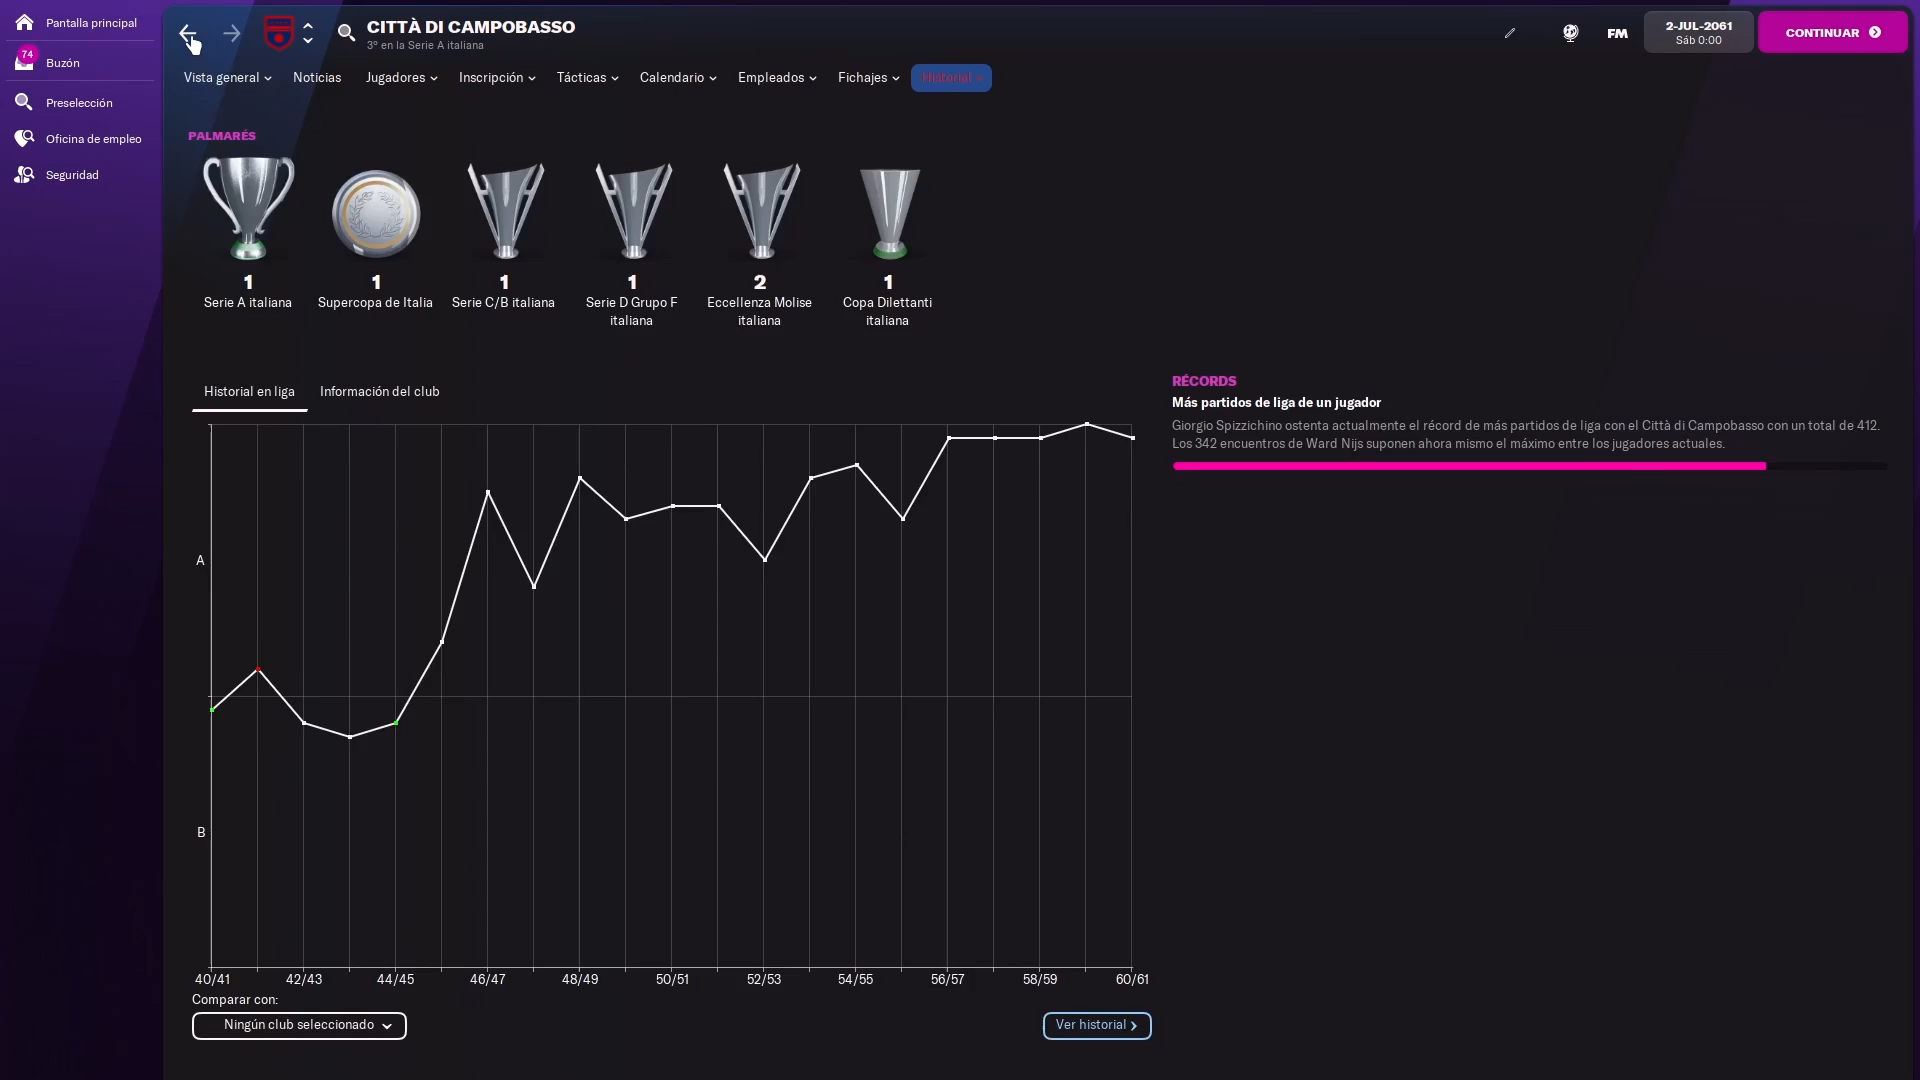 Pantalla principal
74
Buzón
Preselección
Oficina de empleo
Seguridad
CITTÀ DI CAMPOBASSO
3º en la Serie A italiana
FM
2-JUL-2061
Sáb 0:00
CONTINUAR
Vista general
Noticias
Jugadores
Inscripción
Tácticas
Calendario
Empleados
Fichajes
Historial
PALMARÉS
1
Serie A italiana
1
Supercopa de Italia
1
Serie C/B italiana
1
Serie D Grupo F
italiana
2
Eccellenza Molise
italiana
1
Copa Dilettanti
italiana
Historial en liga
Información del club
A
B
40/41
42/43
44/45
46/47
48/49
50/51
52/53
54/55
56/57
58/59
60/61
Comparar con:
Ningún club seleccionado
Ver historial
RÉCORDS
Más partidos de liga de un jugador
Giorgio Spizzichino ostenta actualmente el récord de más partidos de liga con el Città di Campobasso con un total de 412.
Los 342 encuentros de Ward Nijs suponen ahora mismo el máximo entre los jugadores actuales.